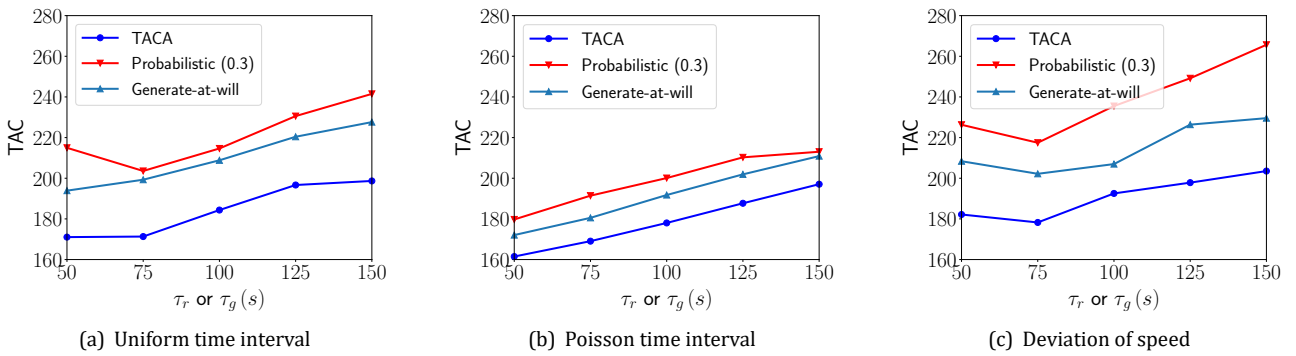 280
260
240
220
200
180
160
TAC
TACA
Probabilistic (0.3)
Generate-at-will
50 75 100 125 150
τr or τg (s)
(a) Uniform time interval
280
260
240
220
200
180
160
TAC
TACA
Probabilistic (0.3)
Generate-at-will
50 75 100 125 150
τr or τg (s)
(b) Poisson time interval
280
260
240
220
200
180
160
TAC
TACA
Probabilistic (0.3)
Generate-at-will
50 75 100 125 150
τr or τg (s)
(c) Deviation of speed